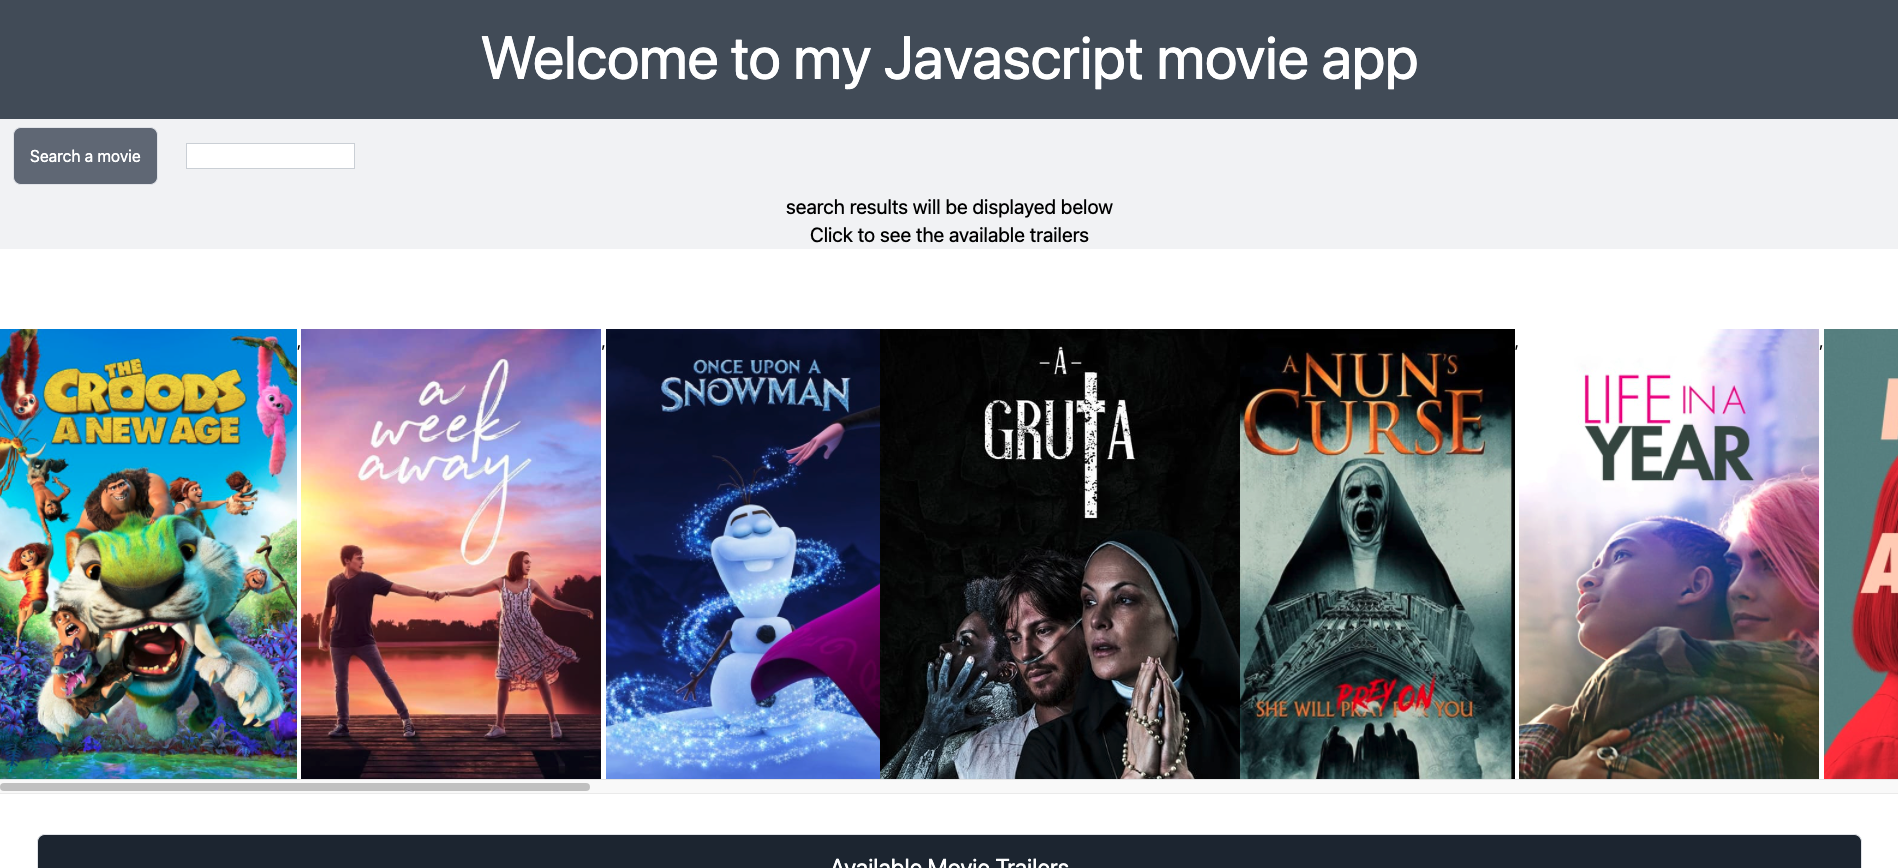 Welcome to my Javascript movie app
Search a movie
search results will be displayed below
Click to see the available trailers
THE
CROODS
A NEW AGE
a
week
away
ONCE UPON A
SNOWMAN
-A-
GRUTA
A NUN'S
CURSE
PREY ON
SHE WILL PRAY FOR YOU
LIFE IN A
YEAR
Available Movie Trailers